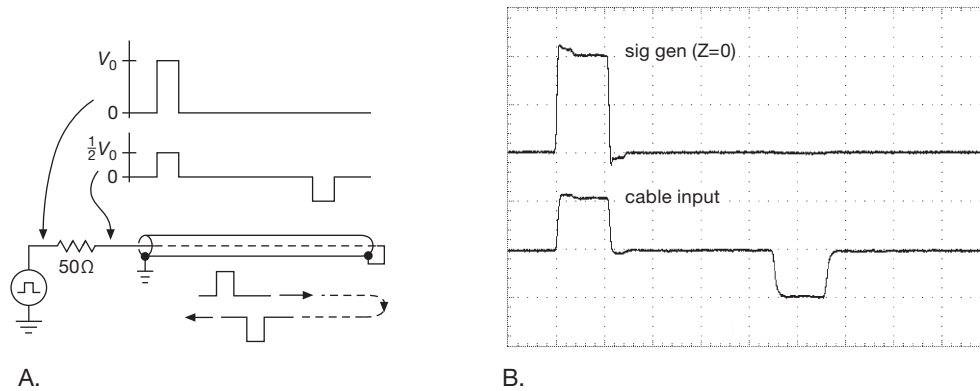 V₀
0
½V₀
0
50Ω
A.
sig gen (Z=0)
cable input
B.